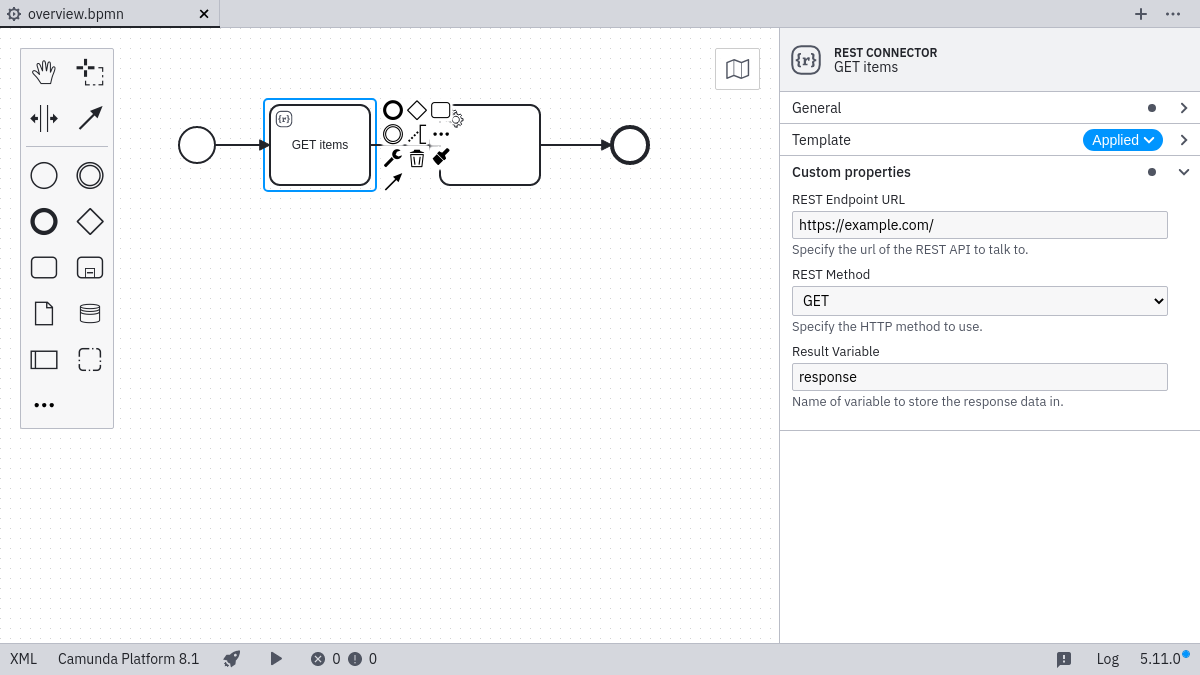 overview.bpmn
REST CONNECTOR
GET items
{r}
General
Template
Applied
Custom properties
REST Endpoint URL
https://example.com/
Specify the url of the REST API to talk to.
REST Method
GET
Specify the HTTP method to use.
Result Variable
response
Name of variable to store the response data in.
{r}
GET items
XML
Camunda Platform 8.1
0
0
Log
5.11.0